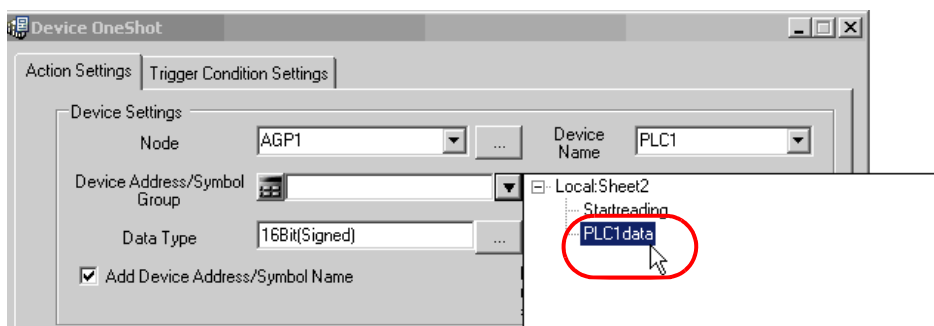 Device OneShot
Action Settings Trigger Condition Settings
Device Settings
Node AGP1 ... Device Name PLC1
Device Address/Symbol Group
Local:Sheet2
Startreading
PLC1data
Data Type 16Bit(Signed) ...
Add Device Address/Symbol Name